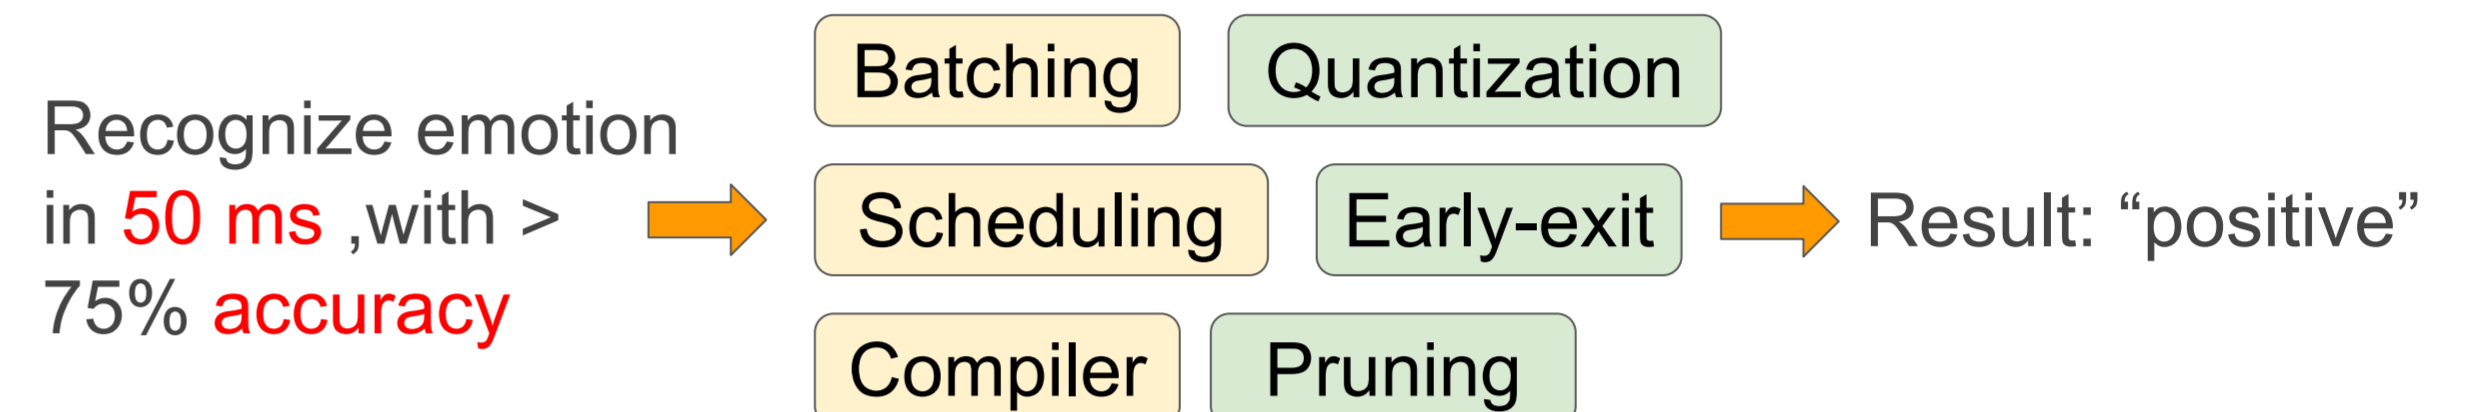 Recognize emotion
in 50 ms ,with >
75% accuracy
Batching
Quantization
Scheduling
Early-exit
Compiler
Pruning
Result: “positive”